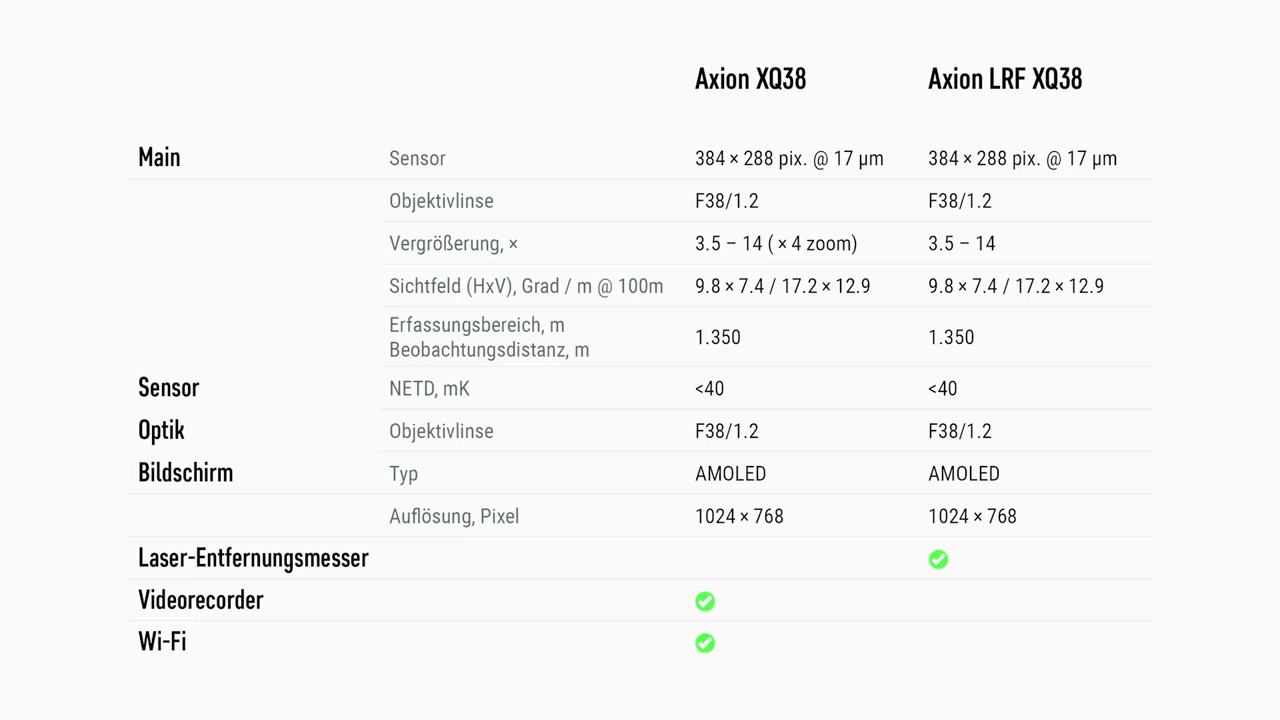 Axion XQ38 Axion LRF XQ38
Main Sensor 384 × 288 pix. @ 17 µm 384 × 288 pix. @ 17 µm
Objektivlinse F38/1.2 F38/1.2
Vergrößerung, × 3.5 – 14 ( × 4 zoom) 3.5 – 14
Sichtfeld (HxV), Grad / m @ 100m 9.8 × 7.4 / 17.2 × 12.9 9.8 × 7.4 / 17.2 × 12.9
Erfassungsbereich, m
Beobachtungsdistanz, m 1.350 1.350
Sensor NETD, mK <40 <40
Optik Objektivlinse F38/1.2 F38/1.2
Bildschirm Typ AMOLED AMOLED
Auflösung, Pixel 1024 × 768 1024 × 768
Laser-Entfernungsmesser
Videorecorder
Wi-Fi